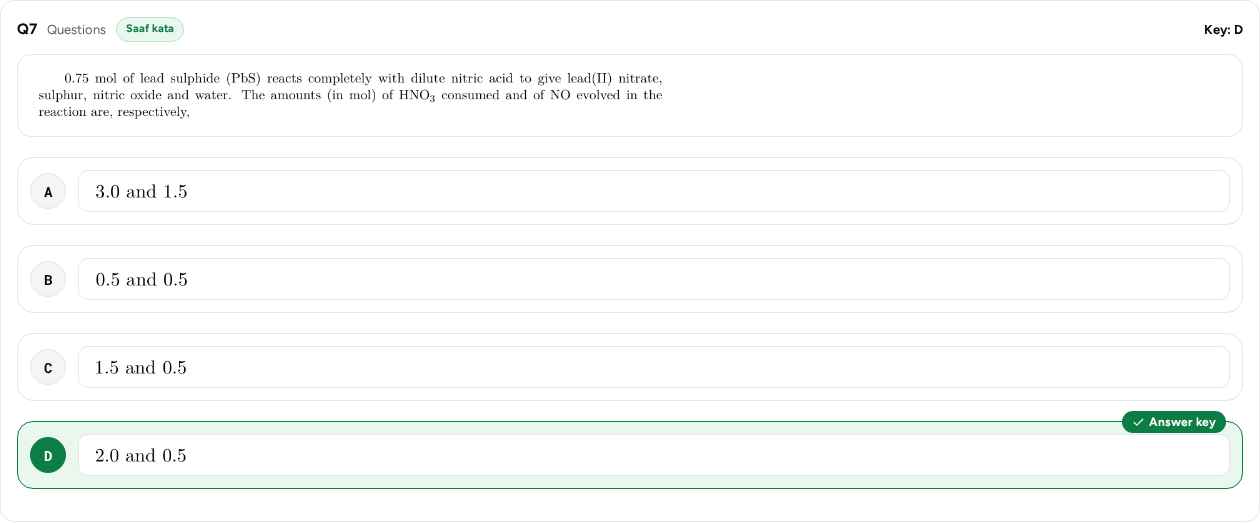 Q7 Questions Saaf kata Key: D
0.75 mol of lead sulphide (PbS) reacts completely with dilute nitric acid to give lead(II) nitrate,
sulphur, nitric oxide and water. The amounts (in mol) of HNO₃ consumed and of NO evolved in the
reaction are, respectively,
A 3.0 and 1.5
B 0.5 and 0.5
C 1.5 and 0.5
✓ Answer key
D 2.0 and 0.5